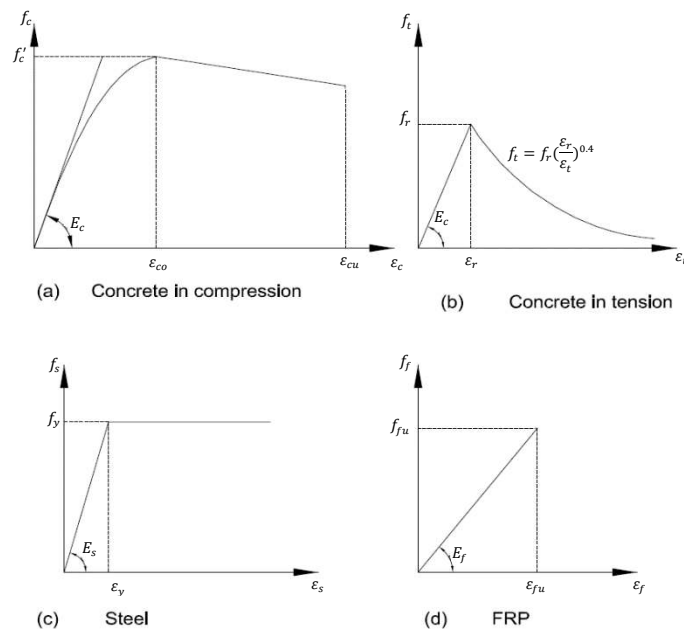 f_c
f_c'
E_c
ε_co
ε_cu
ε_c
(a) Concrete in compression
f_t
f_r
f_t = f_r(ε_r/ε_t)^0.4
E_c
ε_r
(b) Concrete in tension
f_s
f_y
E_s
ε_y
ε_s
(c) Steel
f_f
f_fu
E_f
ε_fu
ε_f
(d) FRP